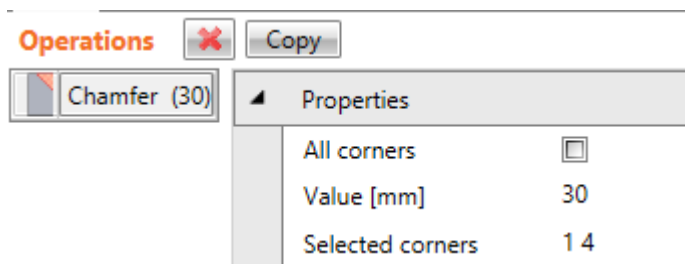 Operations Copy
Chamfer (30) Properties
All corners
Value [mm] 30
Selected corners 1 4